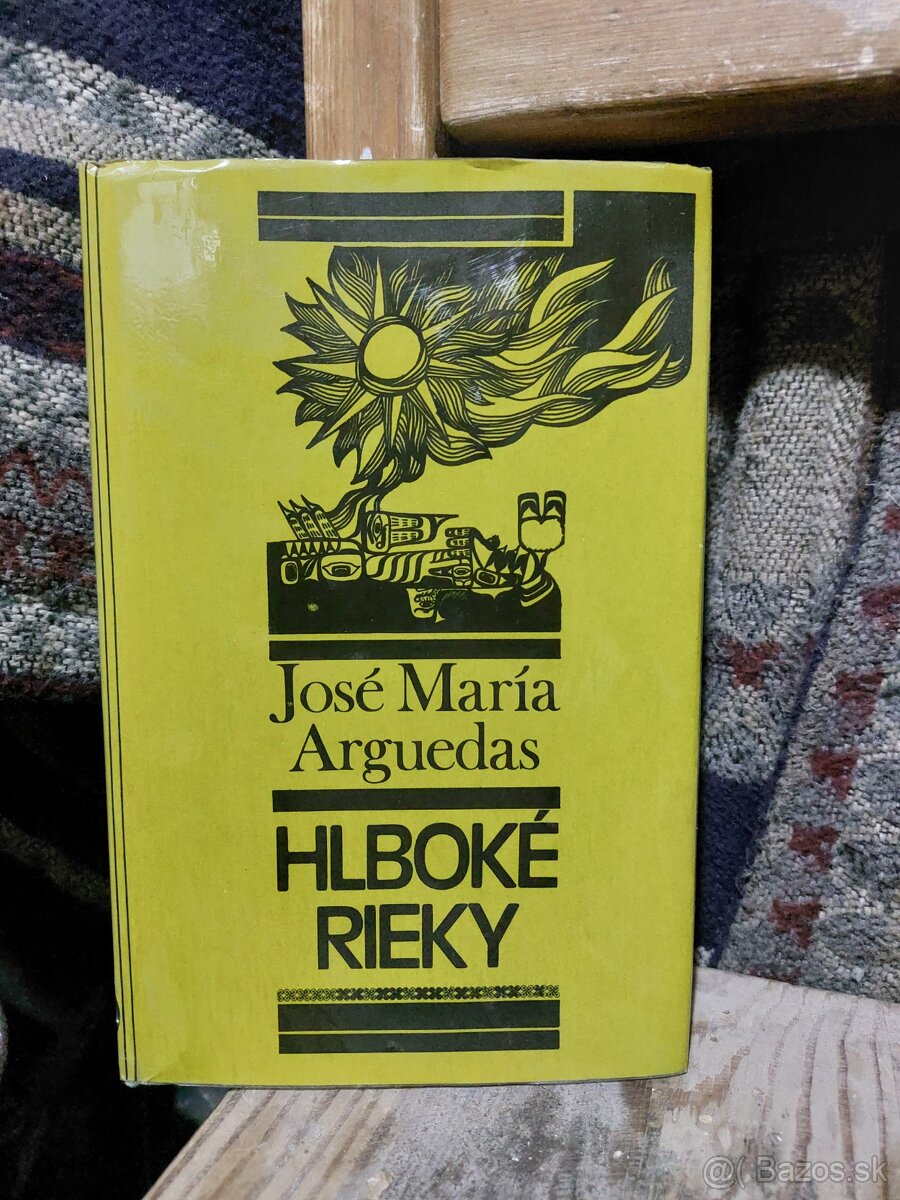 José María
Arguedas
HLBOKÉ
RIEKY
@( Bazos.sk